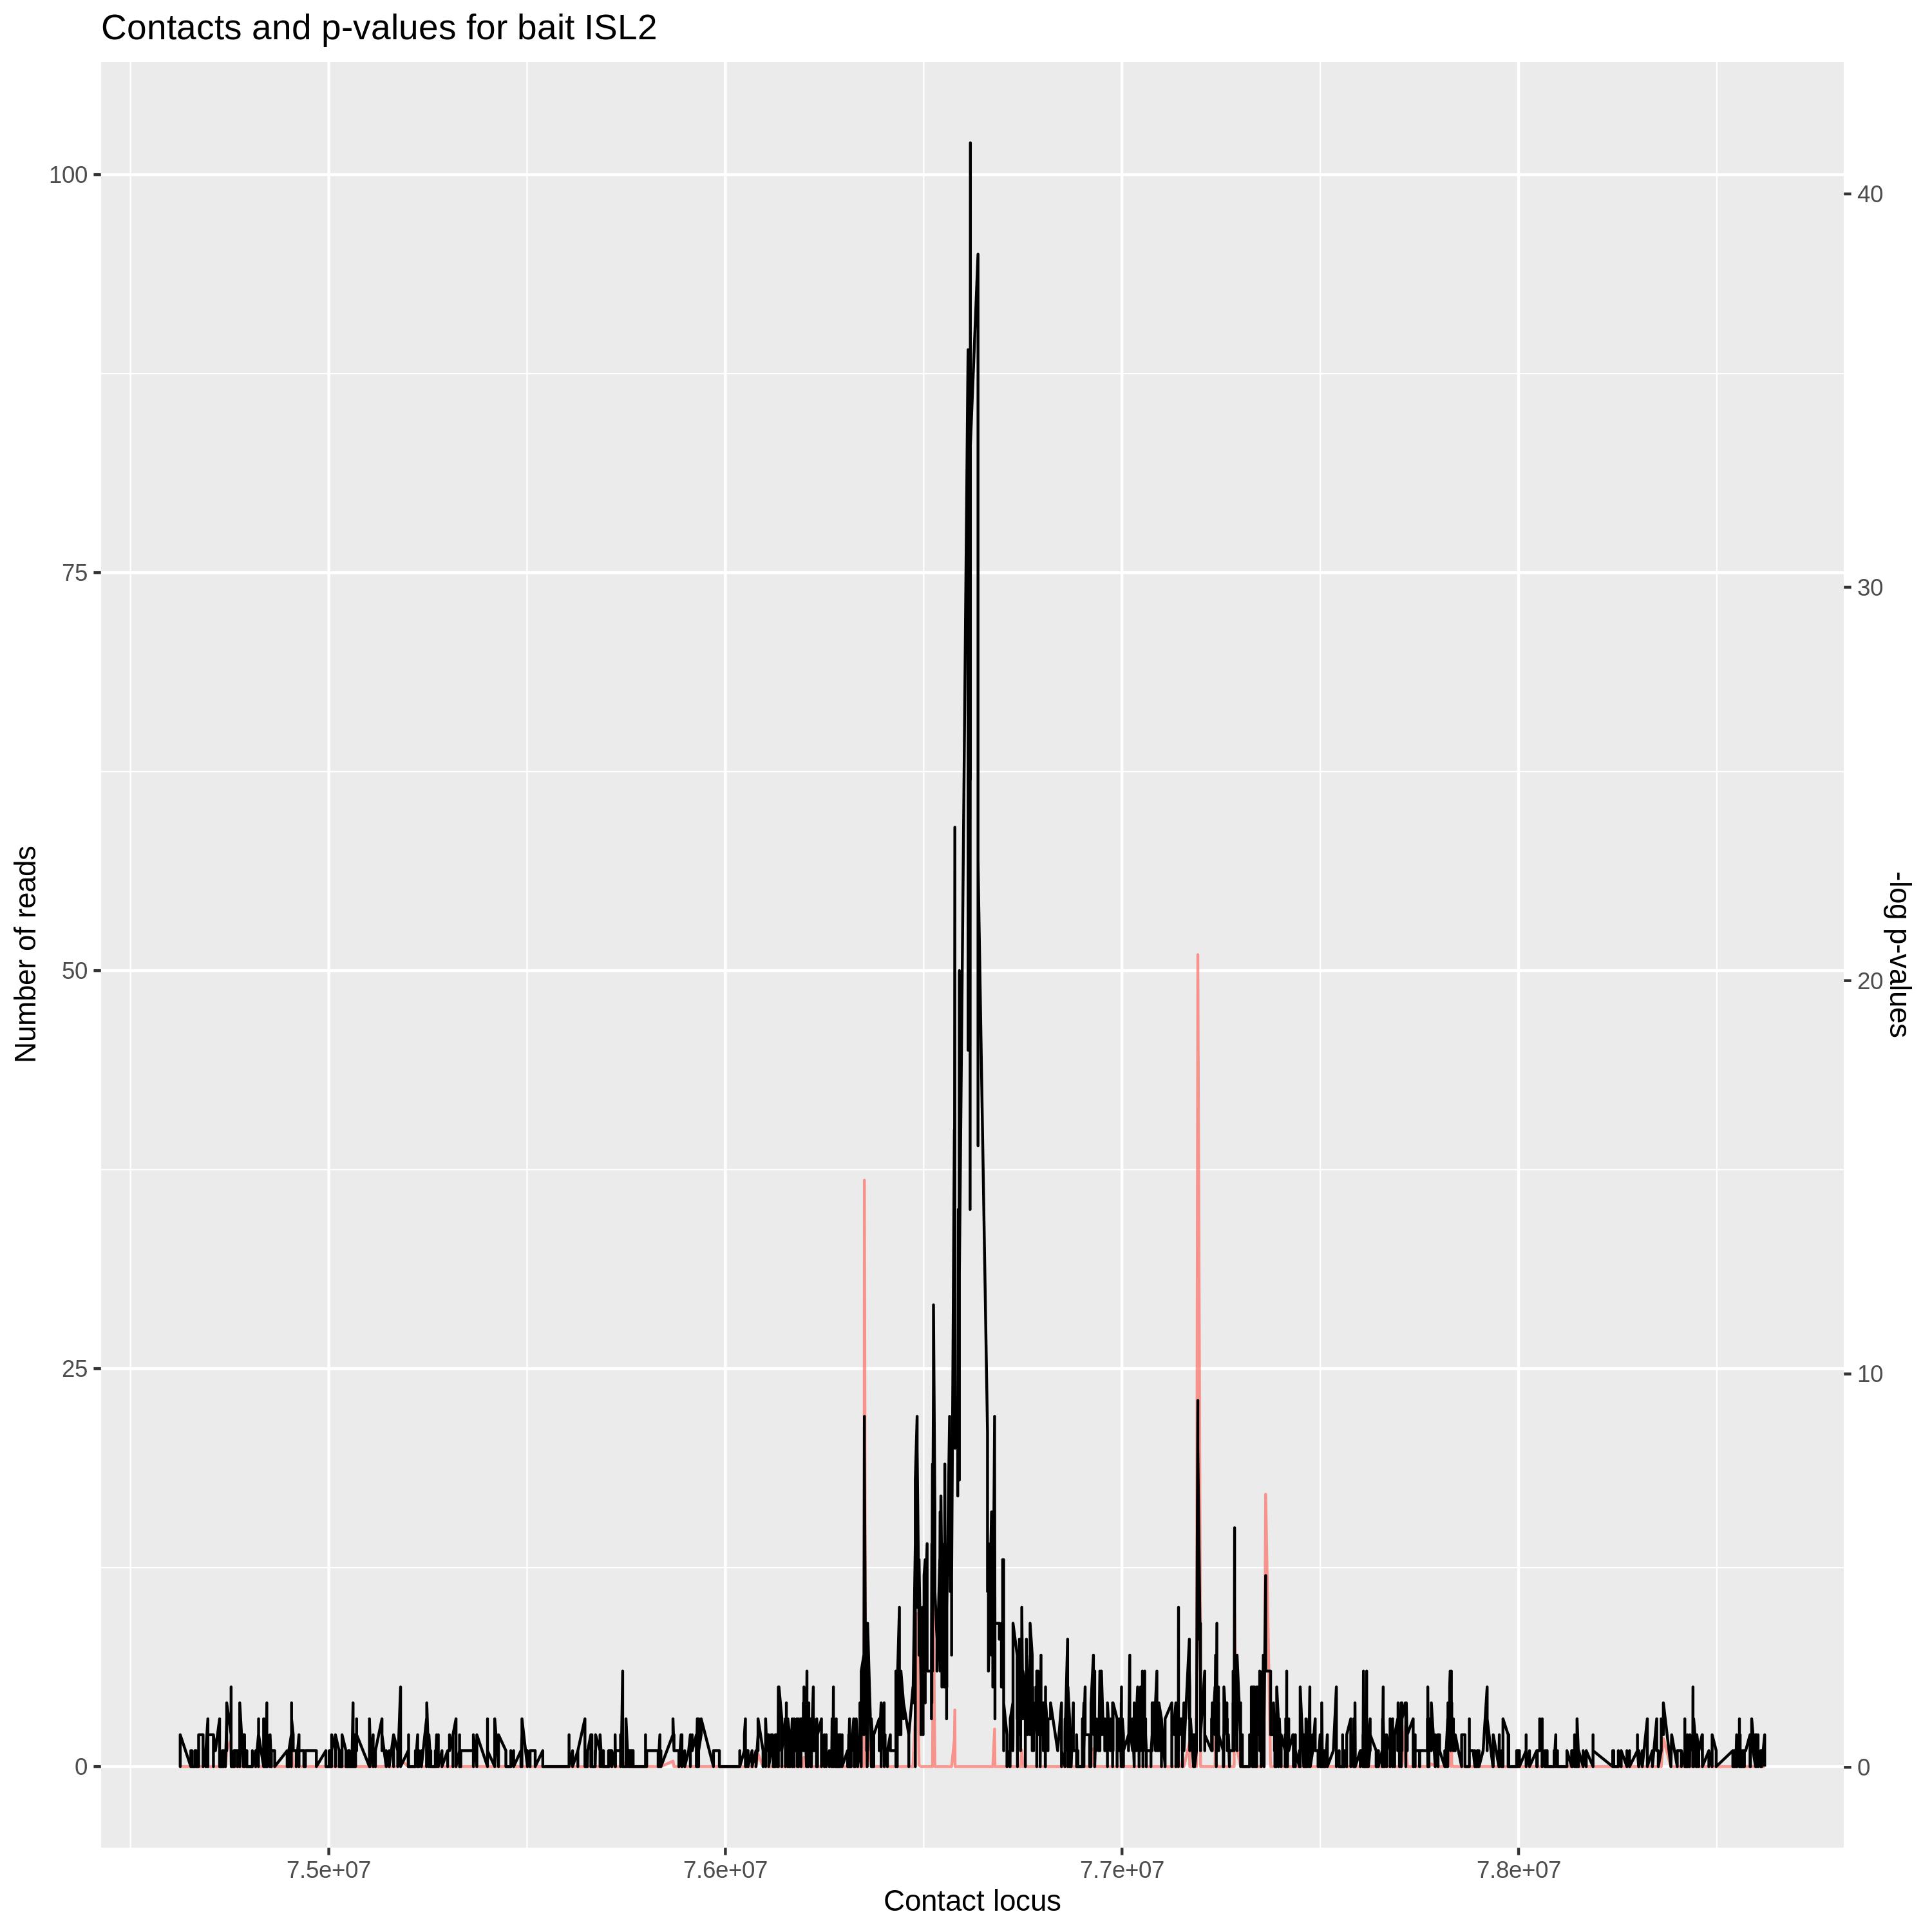 Contacts and p-values for bait ISL2
100
75
50
25
0
Number of reads
40
30
20
10
0
-log p-values
7.5e+07
7.6e+07
7.7e+07
7.8e+07
Contact locus